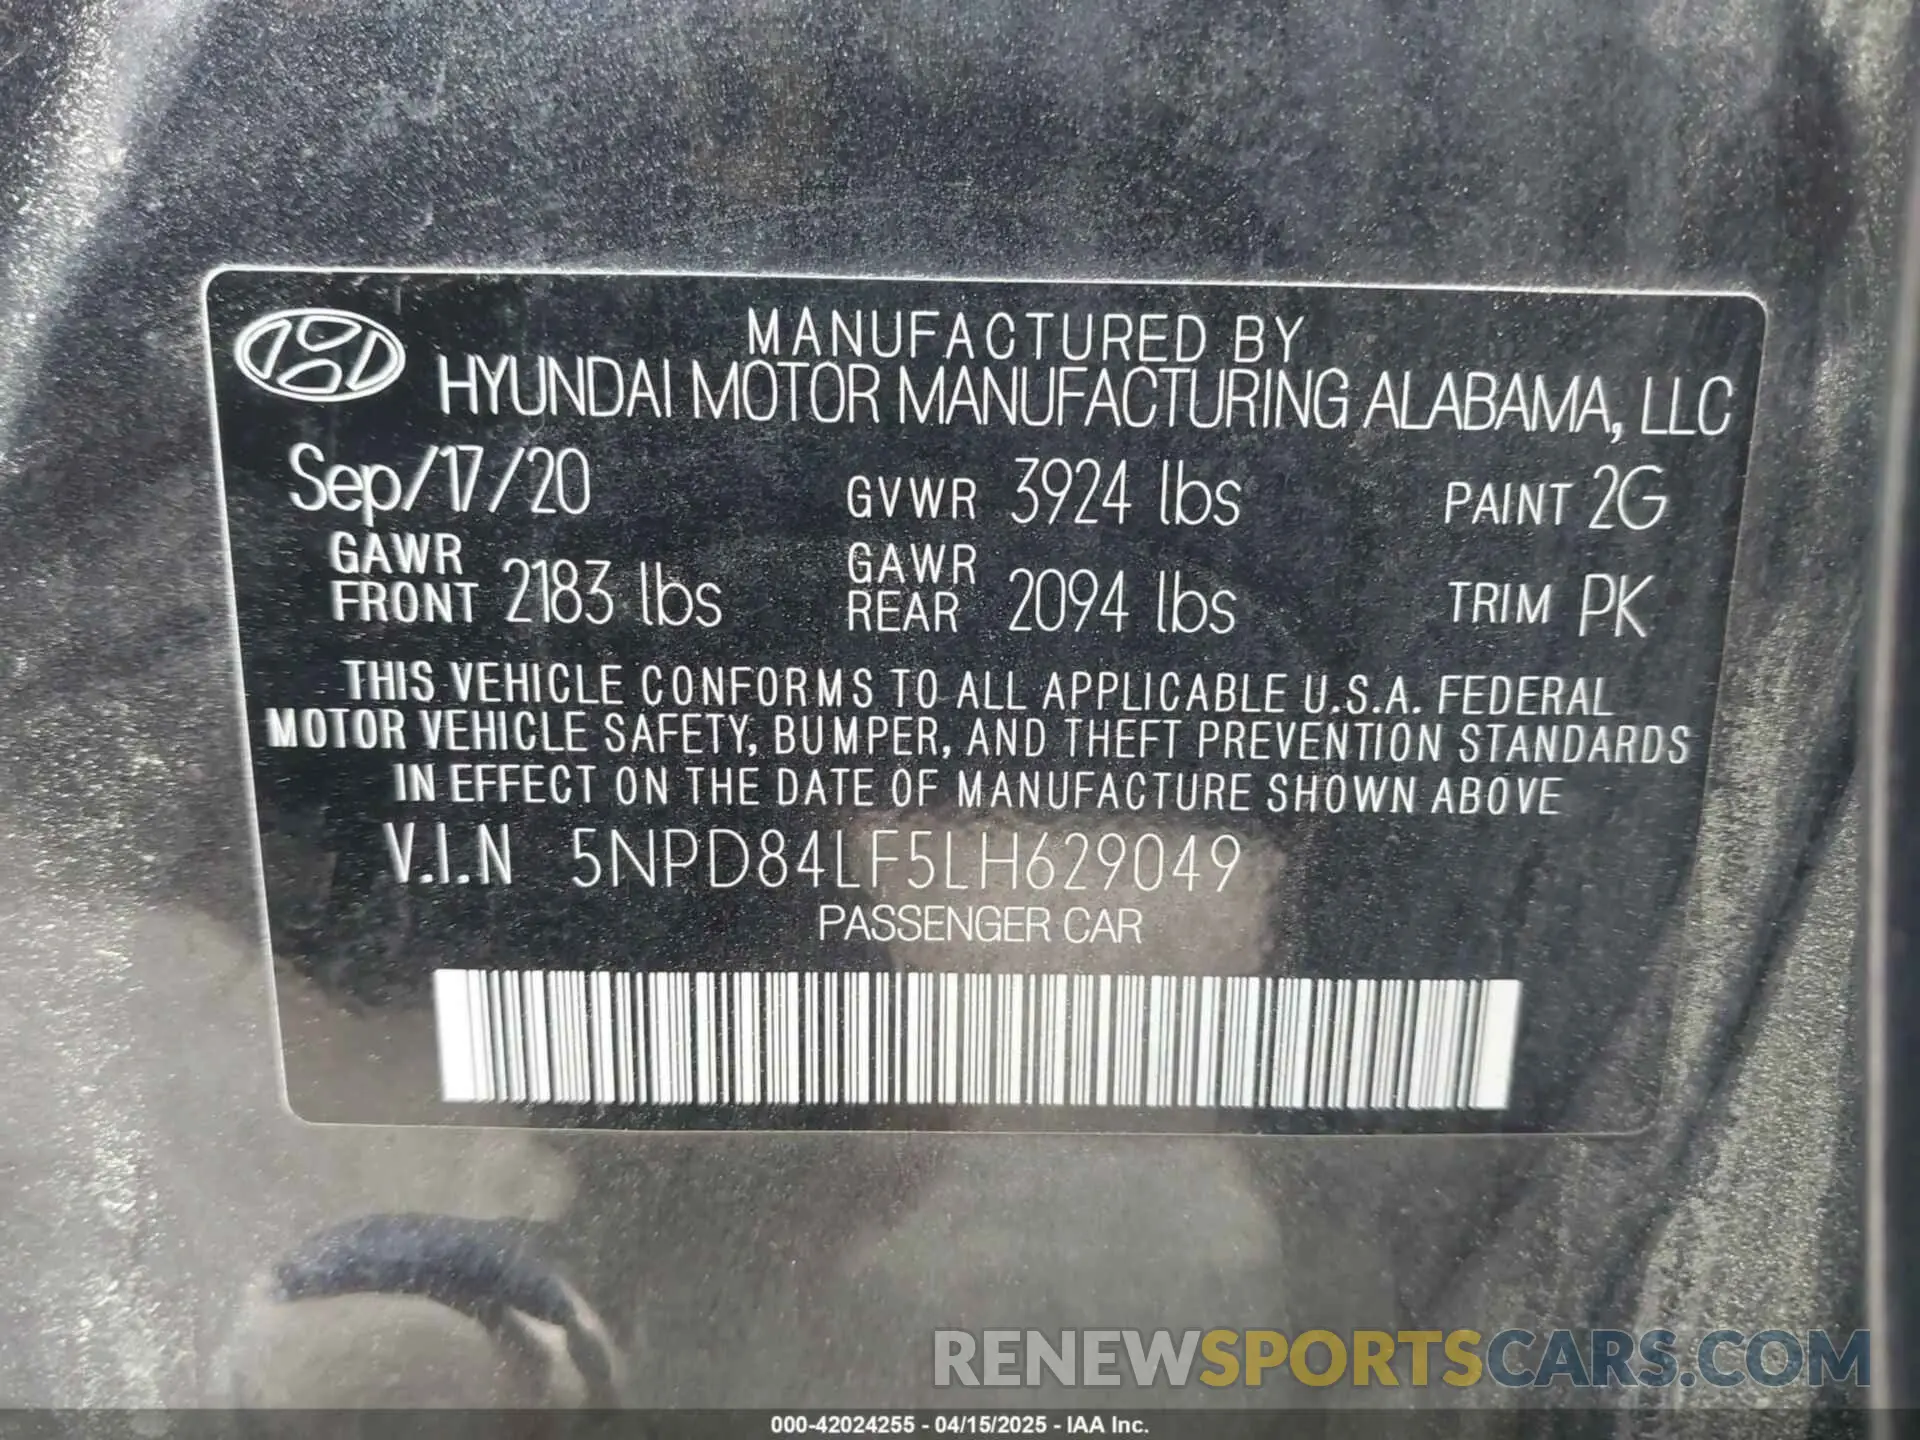 MANUFACTURED BY
HYUNDAI MOTOR MANUFACTURING ALABAMA, LLC
Sep/17/20 GVWR 3924 lbs PAINT 2G
GAWR FRONT 2183 lbs GAWR REAR 2094 lbs TRIM PK
THIS VEHICLE CONFORMS TO ALL APPLICABLE U.S.A. FEDERAL
MOTOR VEHICLE SAFETY, BUMPER, AND THEFT PREVENTION STANDARDS
IN EFFECT ON THE DATE OF MANUFACTURE SHOWN ABOVE
V.I.N 5NPD84LF5LH629049
PASSENGER CAR
RENEWSPORTSCARS.COM
000-42024255 - 04/15/2025 - IAA Inc.